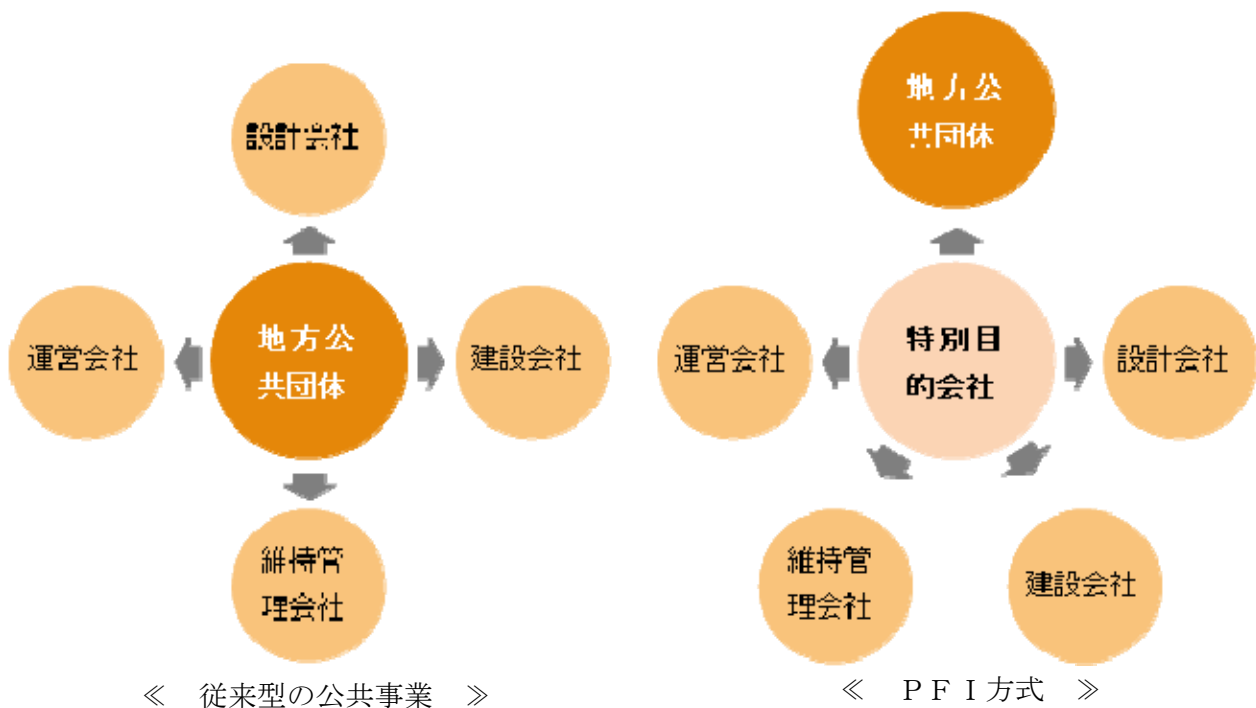 設計会社
地方公
共団体
運営会社
建設会社
維持管
理会社
≪ 従来型の公共事業 ≫
地方公
共団体
特別目
的会社
運営会社
設計会社
維持管
理会社
建設会社
≪ ＰＦＩ方式 ≫